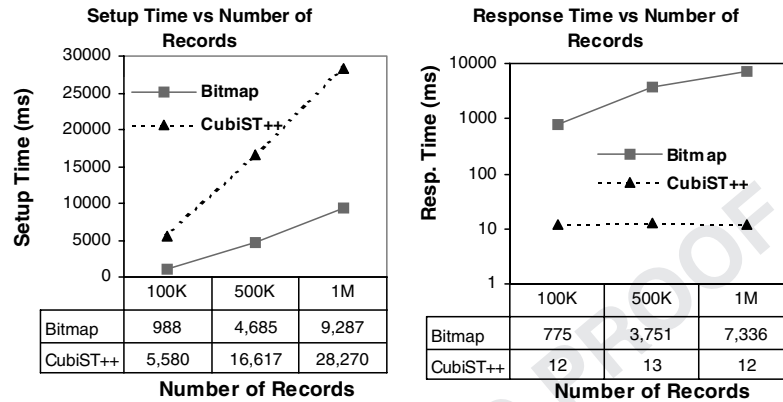 Setup Time vs Number of
Records
Setup Time (ms)
30000
25000
20000
15000
10000
5000
0
Bitmap
CubiST++
100K 500K 1M
Bitmap 988 4,685 9,287
CubiST++ 5,580 16,617 28,270
Number of Records
Response Time vs Number of
Records
Resp. Time (ms)
10000
1000
100
10
1
Bitmap
CubiST++
100K 500K 1M
Bitmap 775 3,751 7,336
CubiST++ 12 13 12
Number of Records
PROOF